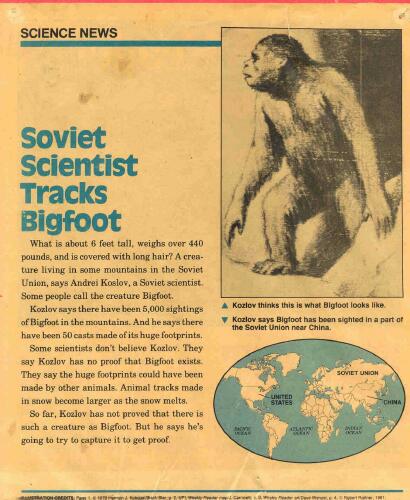 SCIENCE NEWS
Soviet
Scientist
Tracks
Bigfoot
What is about 6 feet tall, weighs over 440
pounds, and is covered with long hair? A crea-
ture living in some mountains in the Soviet
Union, says Andrei Koslov, a Soviet scientist.
Some people call the creature Bigfoot.
Kozlov says there have been 5,000 sightings
of Bigfoot in the mountains. And he says there
have been 50 casts made of its huge footprints.
Some scientists don't believe Kozlov. They
say Kozlov has no proof that Bigfoot exists.
They say the huge footprints could have been
made by other animals. Animal tracks made
in snow become larger as the snow melts.
So far, Kozlov has not proved that there is
such a creature as Bigfoot. But he says he's
going to try to capture it to get proof.
▲ Kozlov thinks this is what Bigfoot looks like.
▼ Kozlov says Bigfoot has been sighted in a part of
the Soviet Union near China.
SOVIET UNION
UNITED
STATES
CHINA
PACIFIC
OCEAN
ATLANTIC
OCEAN
INDIAN
OCEAN
ILLUSTRATION CREDITS: Page 1,